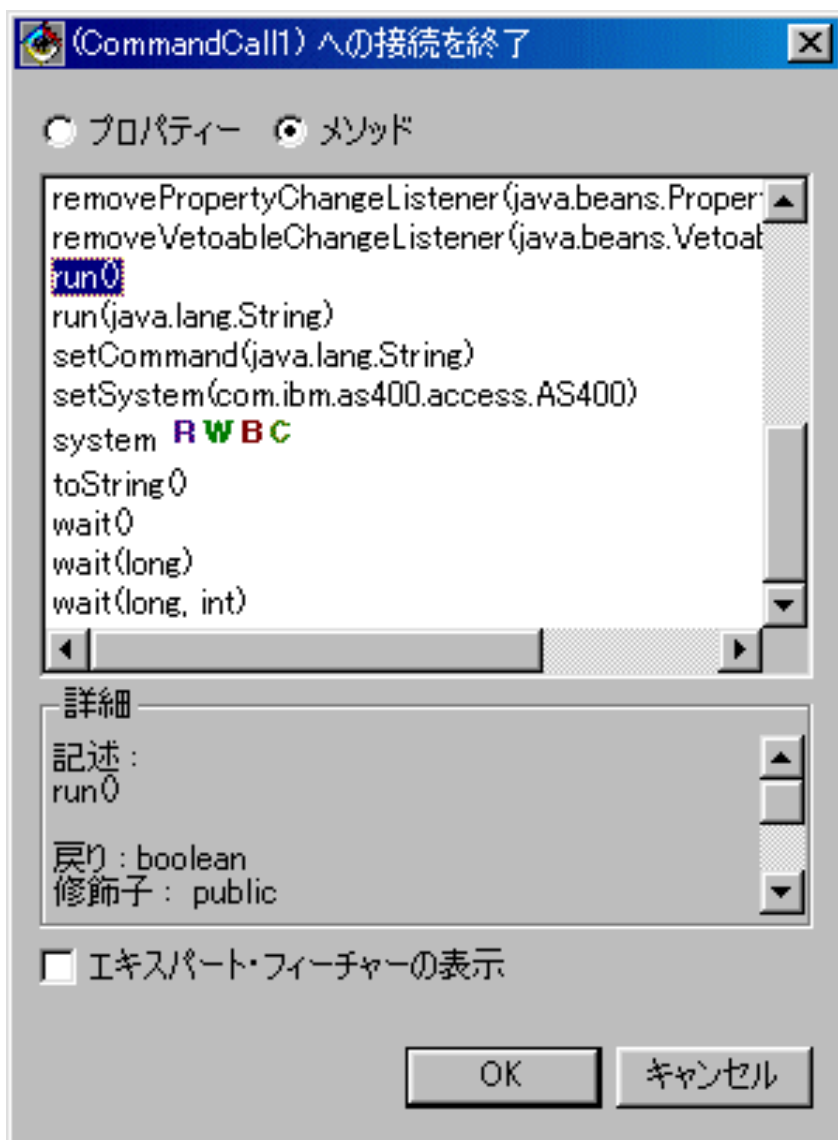 (CommandCall1) への接続を終了
プロパティー メソッド
removePropertyChangeListener(java.beans.Proper
removeVetoableChangeListener(java.beans.Vetoab
run()
run(java.lang.String)
setCommand(java.lang.String)
setSystem(com.ibm.as400.access.AS400)
system R W B C
toString()
wait()
wait(long)
wait(long, int)
詳細
記述 :
run()
戻り : boolean
修飾子 : public
エキスパート・フィーチャーの表示
OK キャンセル